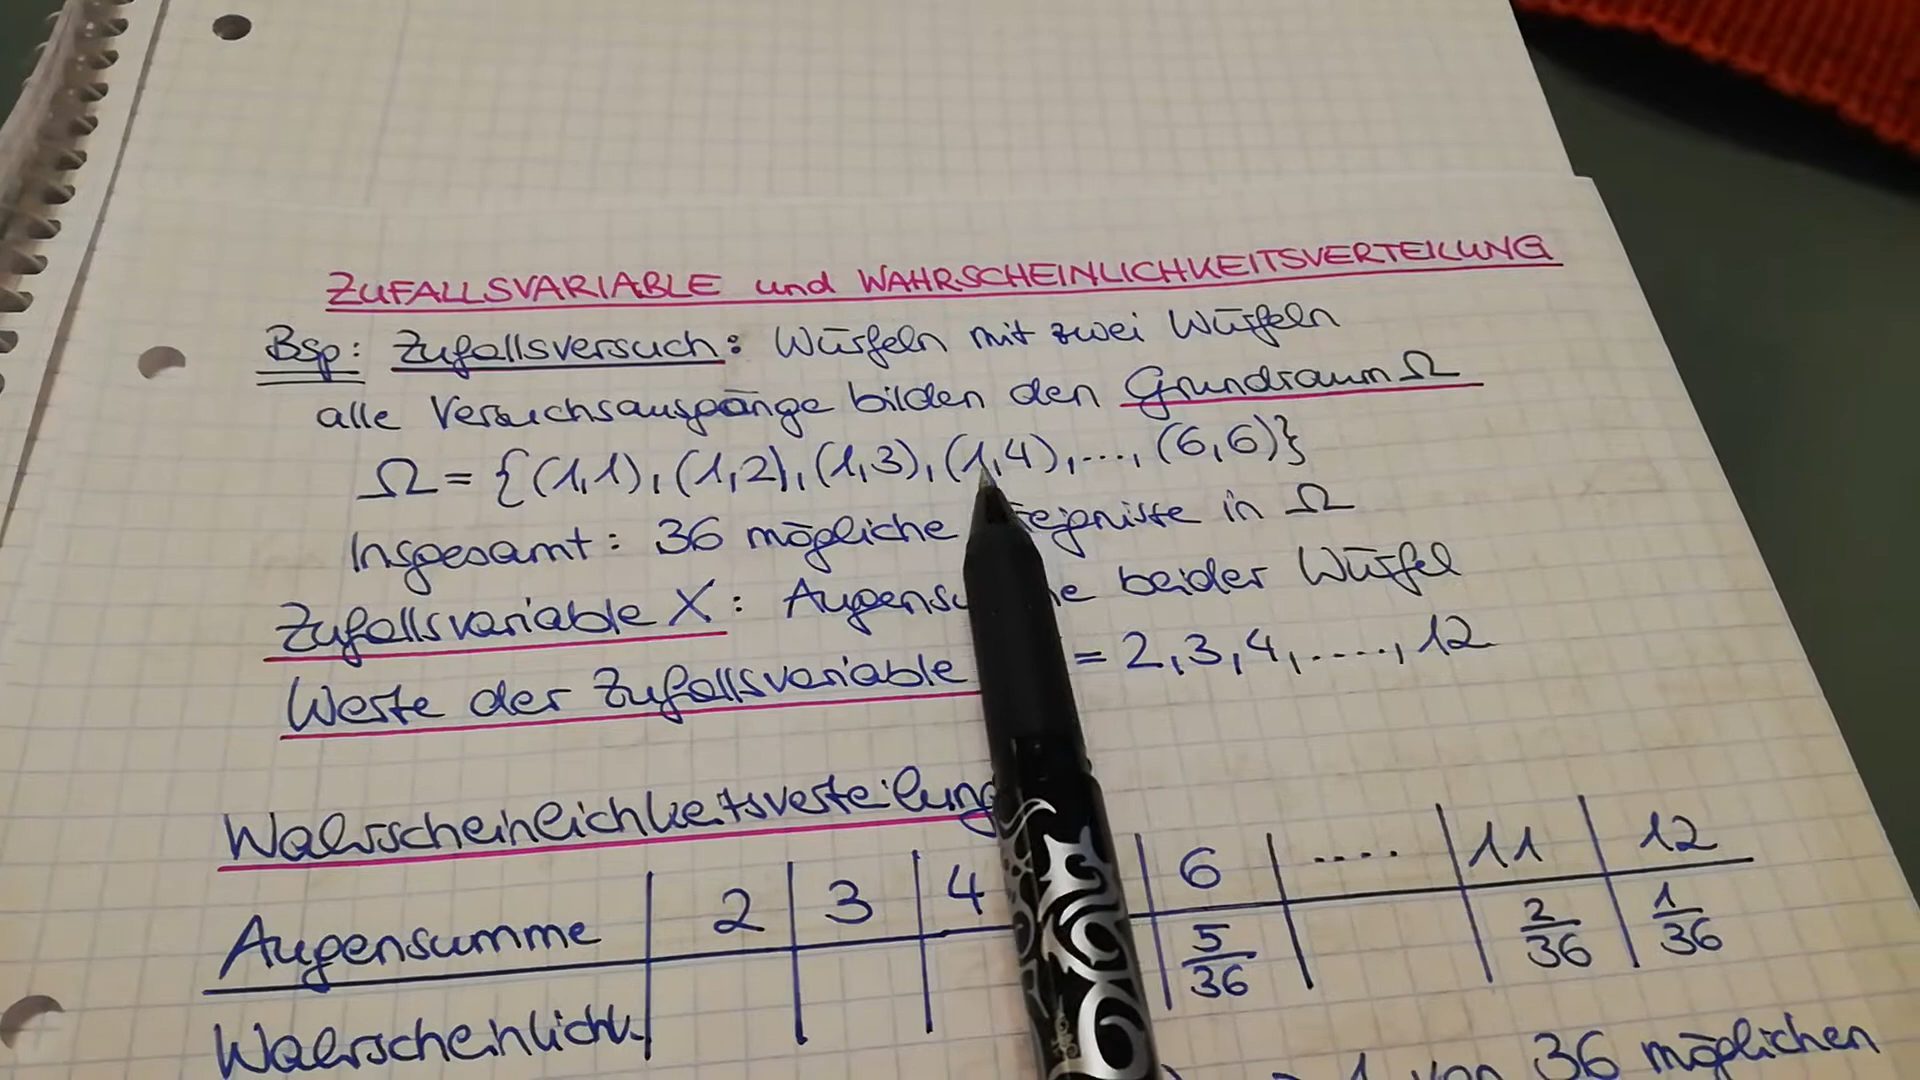 ZUFALLSVARIABLE und WAHRSCHEINLICHKEITSVERTEILUNG
Bsp: Zufallsversuch: Würfeln mit zwei Würfeln
alle Versuchsausgänge bilden den Grundraum Ω
Ω = {(1,1), (1,2), (1,3), (1,4), ..., (6,6)}
Insgesamt: 36 mögliche in Ω
Zufallsvariable X: beider Würfel
Werte der Zufallsvariable = 2, 3, 4, ...., 12
Wahrscheinlichkeitsverteilung
Augensumme 2 3 4 6 .... 11 12
Wahrscheinlichk. 5/36 2/36 1/36
1 von 36 möglichen